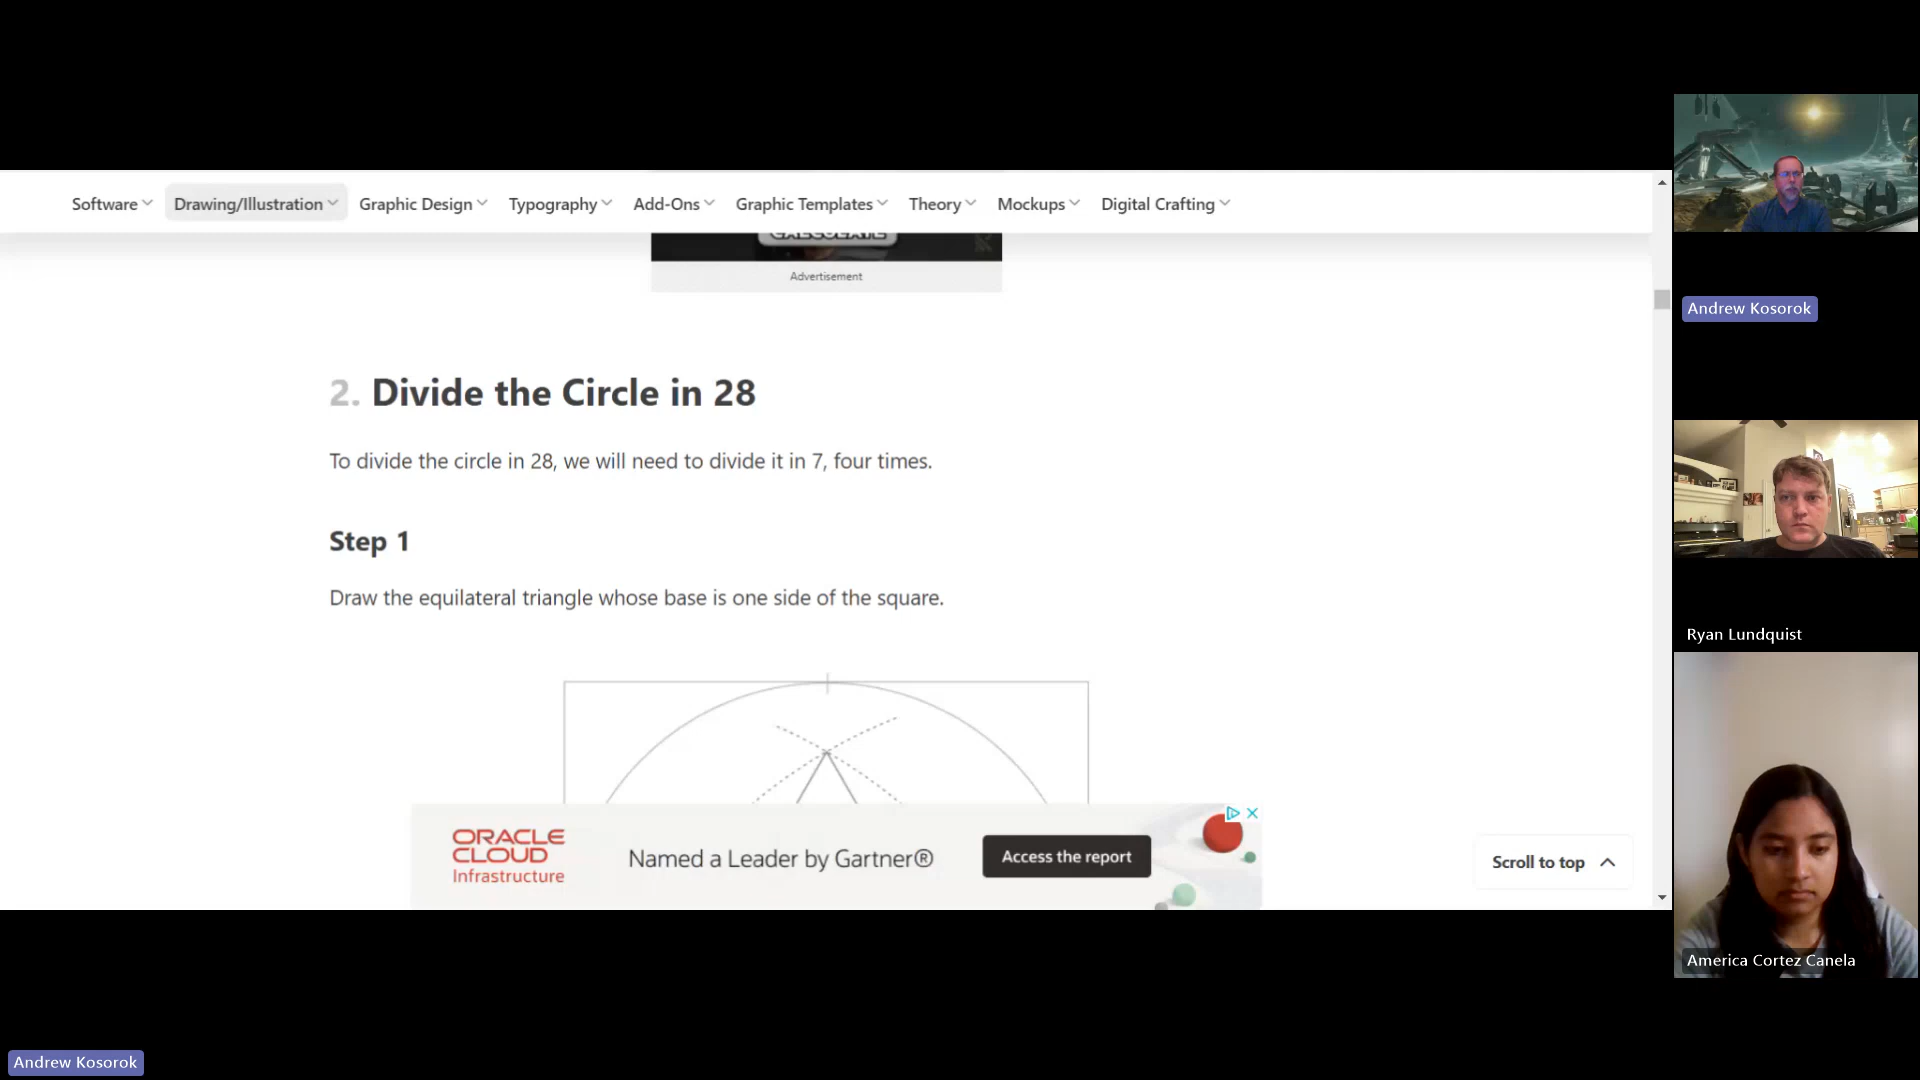 Software Drawing/Illustration Graphic Design Typography Add-Ons Graphic Templates Theory Mockups Digital Crafting
CALCULATE
Advertisement
2. Divide the Circle in 28
To divide the circle in 28, we will need to divide it in 7, four times.
Step 1
Draw the equilateral triangle whose base is one side of the square.
ORACLE
CLOUD
Infrastructure
Named a Leader by Gartner®
Access the report
Scroll to top
Andrew Kosorok
Ryan Lundquist
America Cortez Canela
Andrew Kosorok